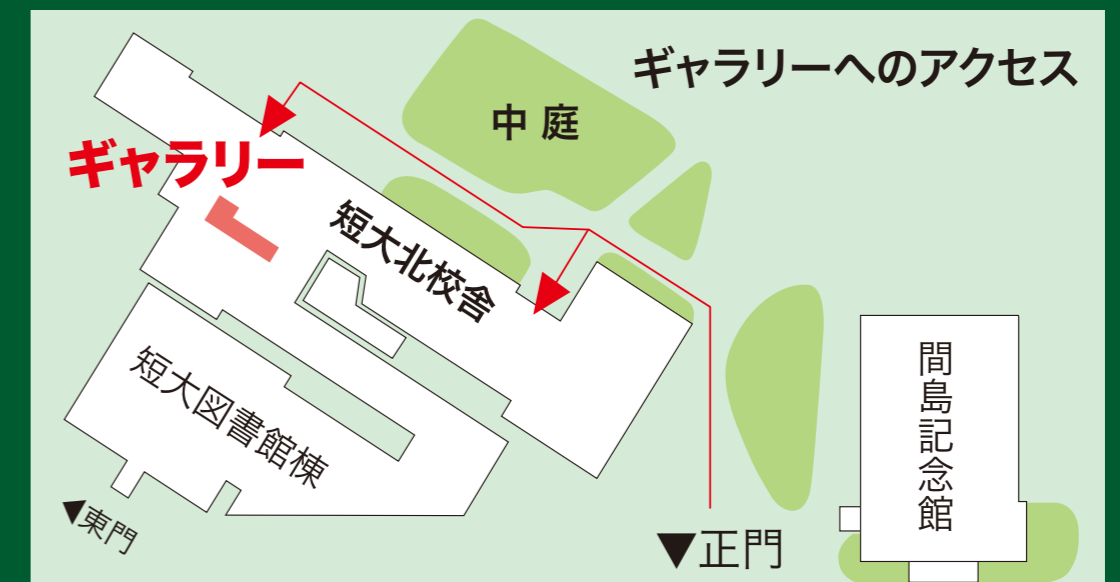 ギャラリーへのアクセス
中庭
ギャラリー
短大北校舎
短大図書館棟
間島記念館
▼東門
▼正門